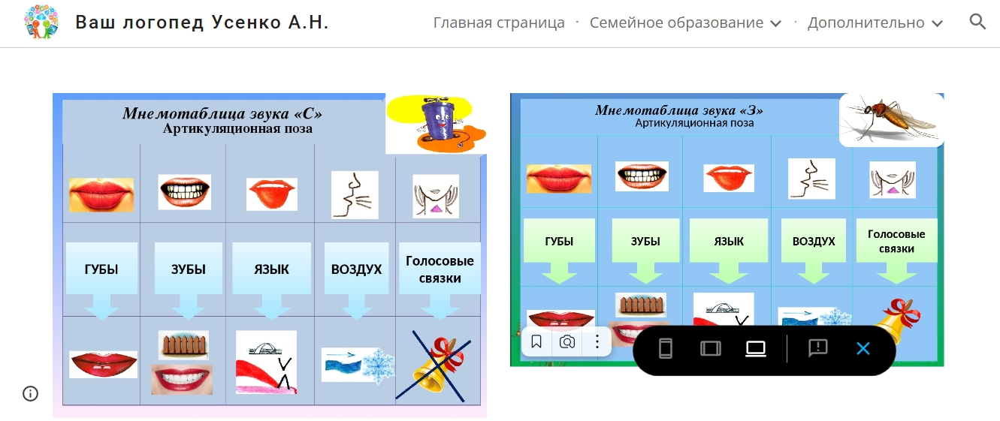 Ваш логопед Усенко А.Н.
Главная страница · Семейное образование · Дополнительно
Мнемотаблица звука «С»
Артикуляционная поза
ГУБЫ ЗУБЫ ЯЗЫК ВОЗДУХ Голосовые связки
Мнемотаблица звука «З»
Артикуляционная поза
ГУБЫ ЗУБЫ ЯЗЫК ВОЗДУХ Голосовые связки